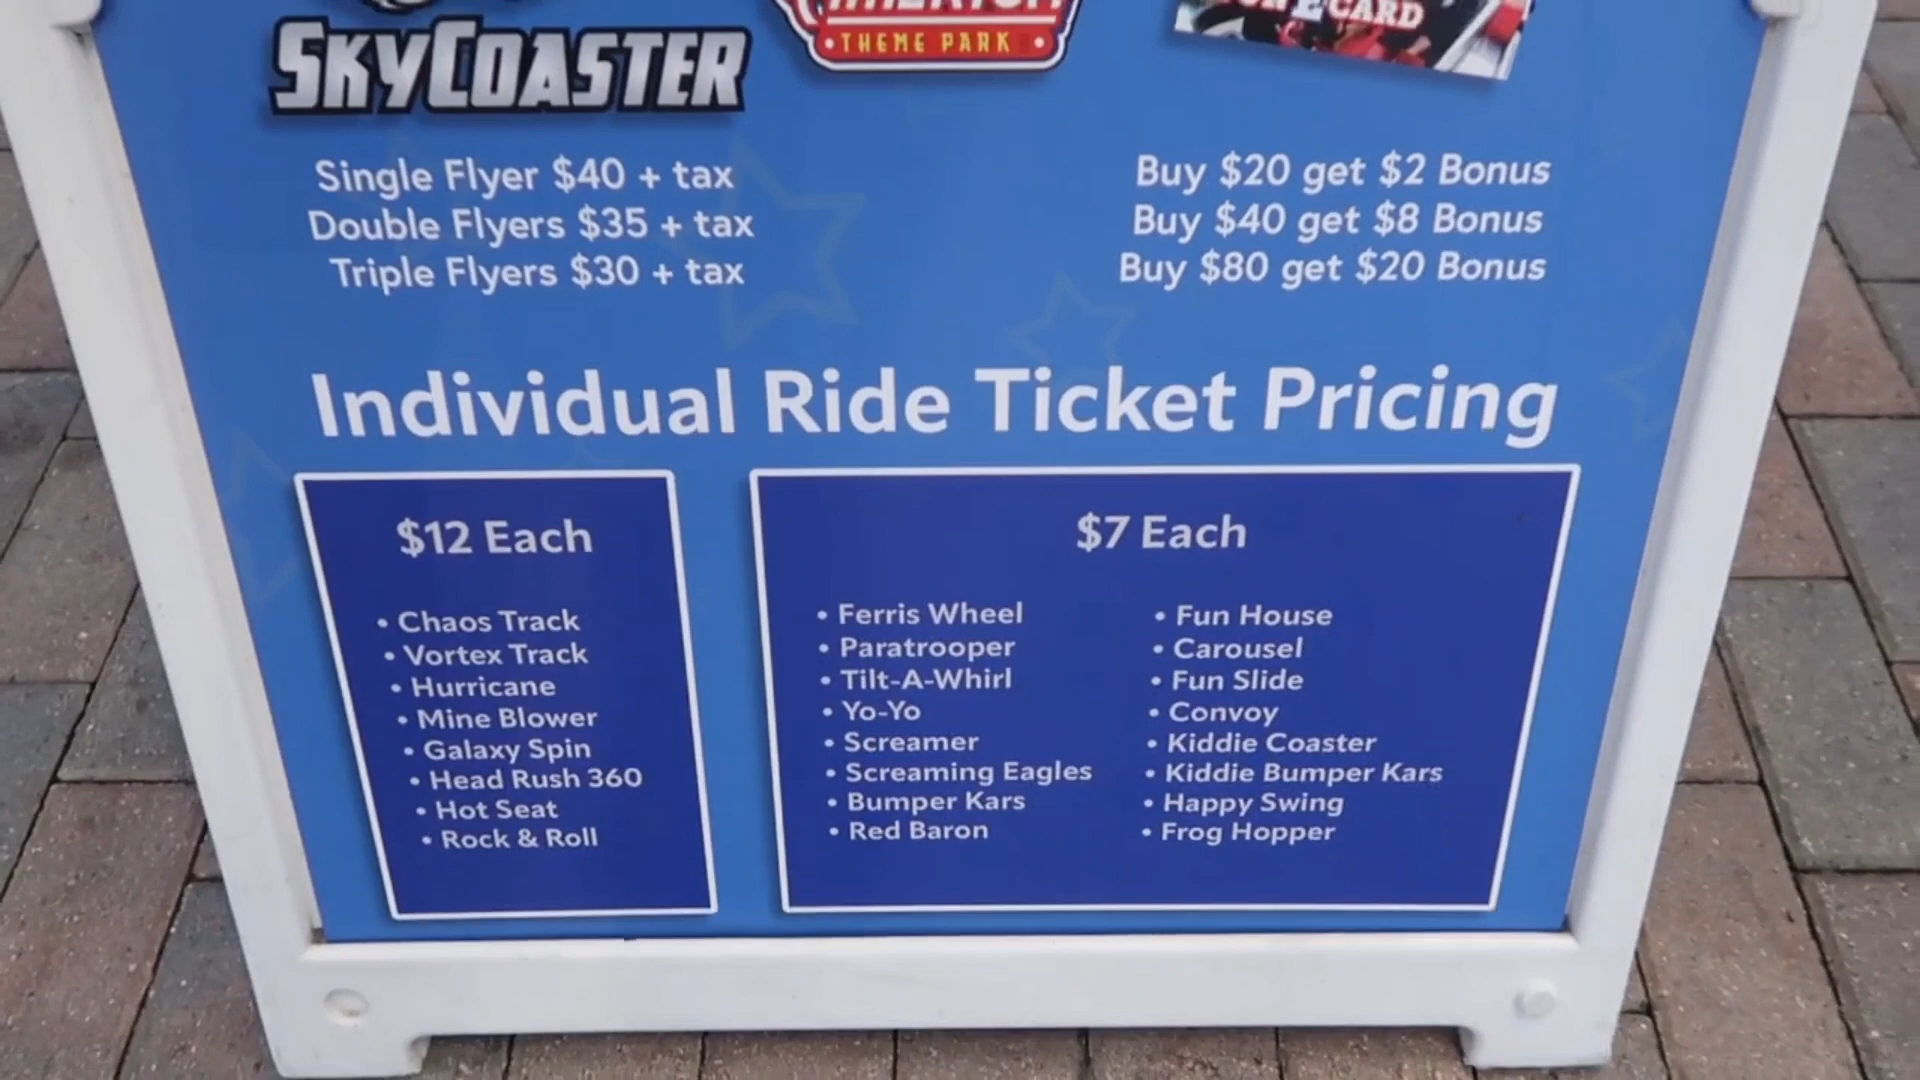 SKYCOASTER
THEME PARK
CARD
Single Flyer $40 + tax
Double Flyers $35 + tax
Triple Flyers $30 + tax
Buy $20 get $2 Bonus
Buy $40 get $8 Bonus
Buy $80 get $20 Bonus
Individual Ride Ticket Pricing
$12 Each
• Chaos Track
• Vortex Track
• Hurricane
• Mine Blower
• Galaxy Spin
• Head Rush 360
• Hot Seat
• Rock & Roll
$7 Each
• Ferris Wheel
• Paratrooper
• Tilt-A-Whirl
• Yo-Yo
• Screamer
• Screaming Eagles
• Bumper Kars
• Red Baron
• Fun House
• Carousel
• Fun Slide
• Convoy
• Kiddie Coaster
• Kiddie Bumper Kars
• Happy Swing
• Frog Hopper